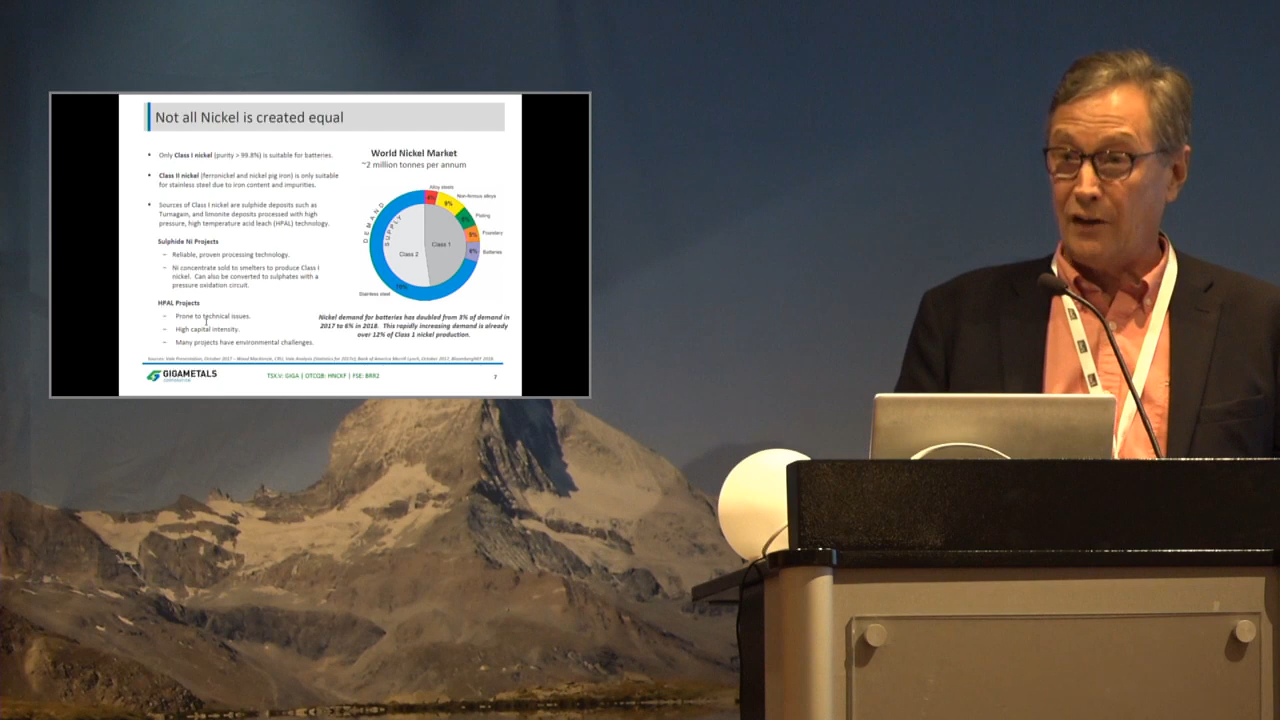 Not all Nickel is created equal
Only Class I nickel (purity > 99.8%) is suitable for batteries.
Class II nickel (ferronickel and nickel pig iron) is only suitable
for stainless steel due to iron content and impurities.
Sources of Class I nickel are sulphide deposits such as
Turnagain, and limonite deposits processed with high
pressure, high temperature acid leach (HPAL) technology.
Sulphide Ni Projects
– Reliable, proven processing technology.
– Ni concentrate sold to smelters to produce Class I
nickel. Can also be converted to sulphates with a
pressure oxidation circuit.
HPAL Projects
– Prone to technical issues.
– High capital intensity.
– Many projects have environmental challenges.
World Nickel Market
~2 million tonnes per annum
Alloy steels
Non-ferrous alloys
Plating
Foundary
Batteries
Stainless steel
DEMAND
SUPPLY
Class 1
Class 2
9%
5%
6%
70%
Nickel demand for batteries has doubled from 3% of demand in
2017 to 6% in 2018. This rapidly increasing demand is already
over 12% of Class 1 nickel production.
GIGAMETALS
CORPORATION
TSX.V: GIGA | OTCQB: HNCKF | FSE: BRR2
7